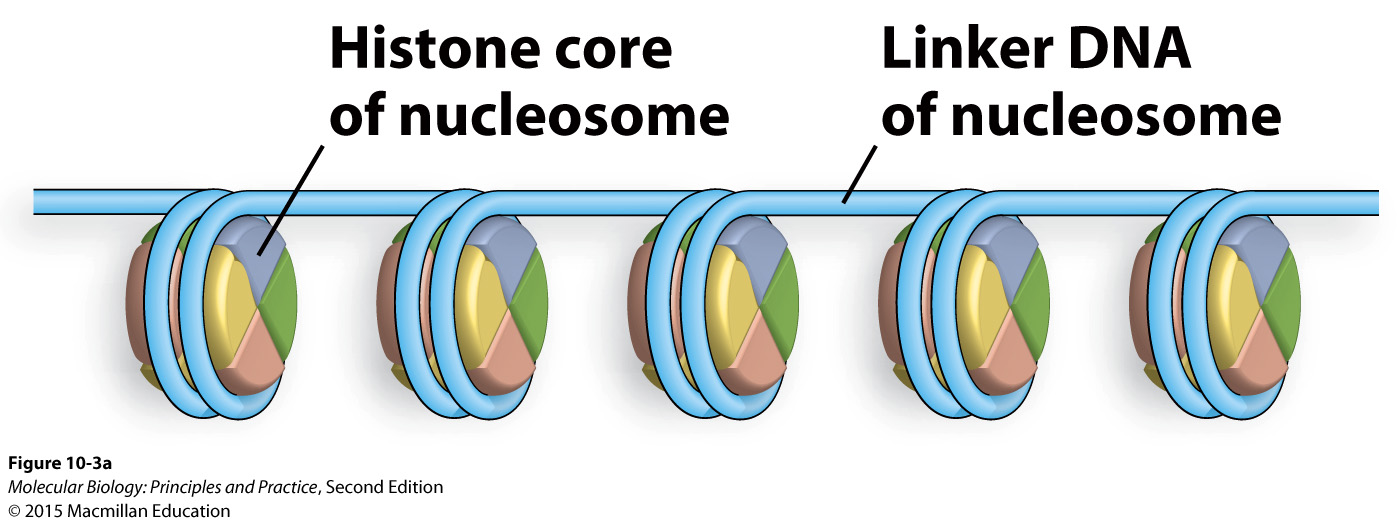 Histone core
of nucleosome
Linker DNA
of nucleosome
Figure 10-3a
Molecular Biology: Principles and Practice, Second Edition
© 2015 Macmillan Education